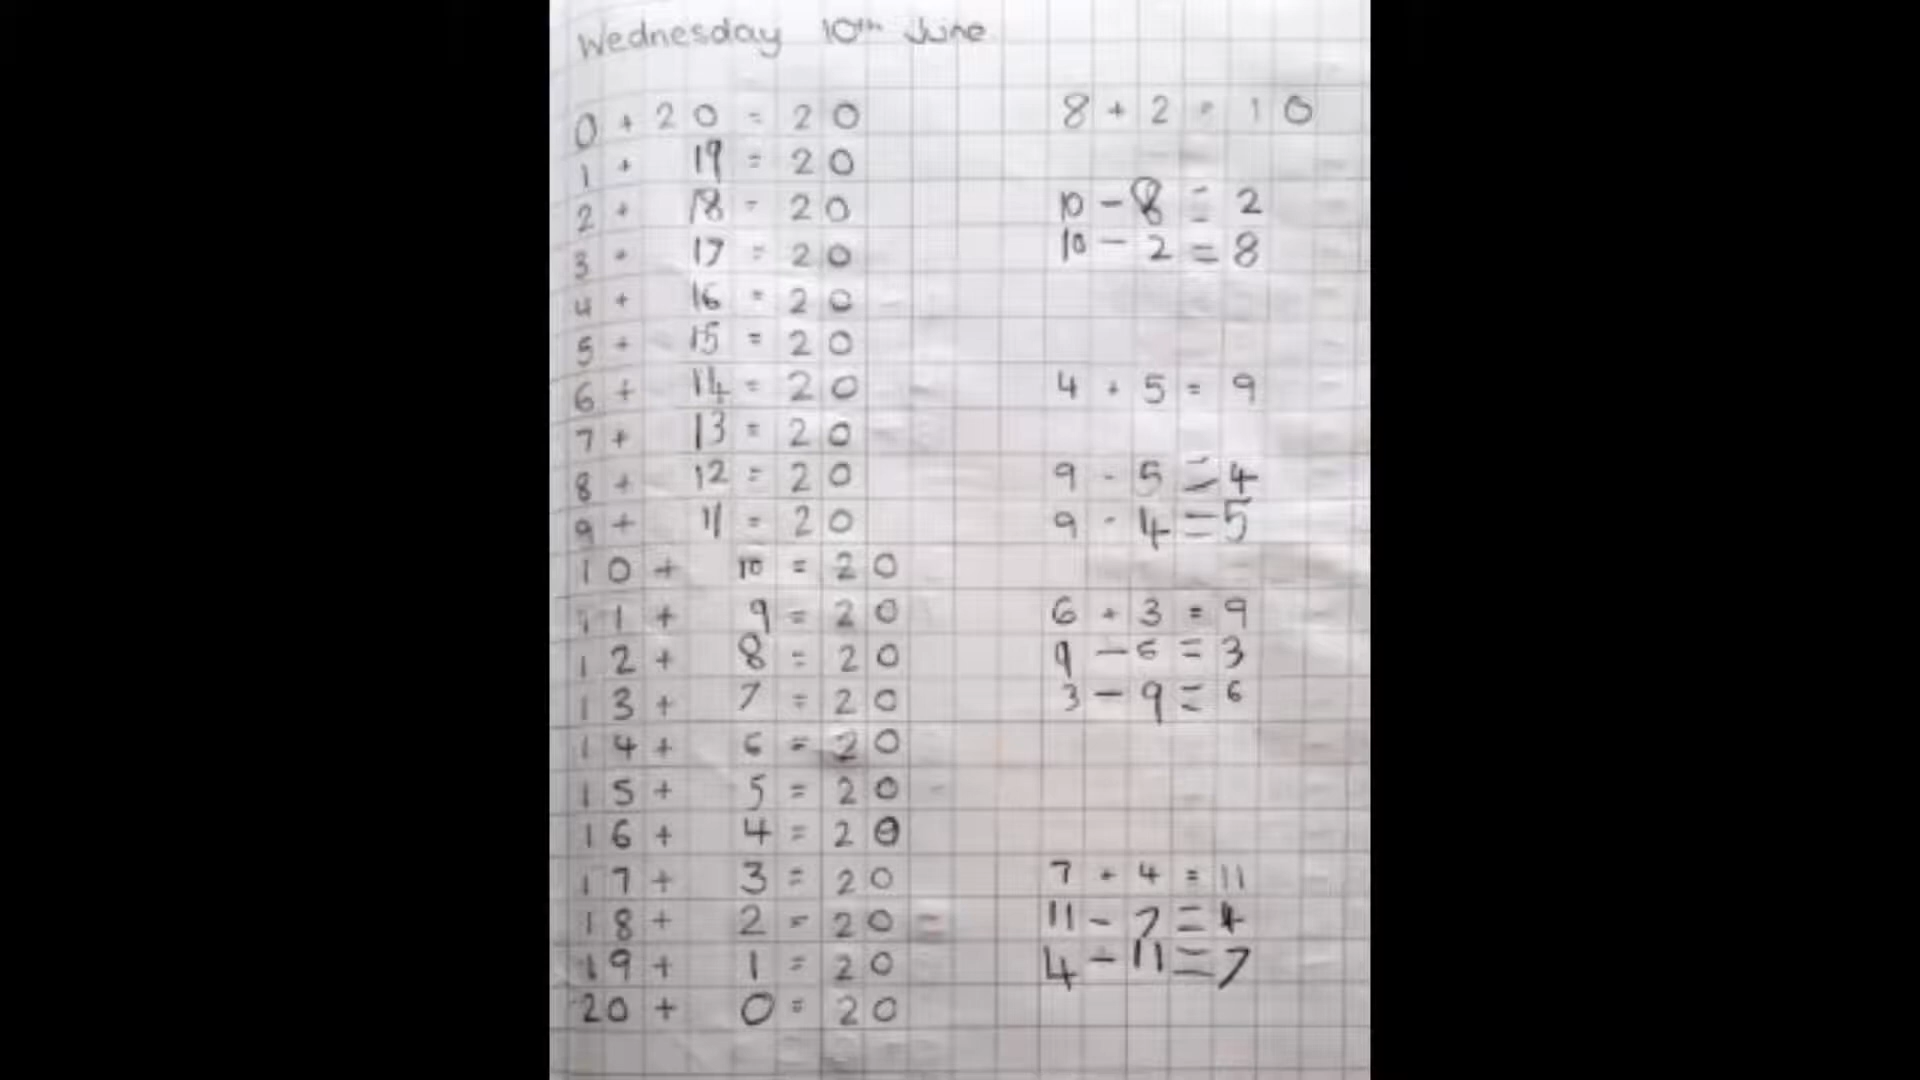 Wednesday 10th June
0 + 20 = 20
1 + 19 = 20
2 + 18 = 20
3 + 17 = 20
4 + 16 = 20
5 + 15 = 20
6 + 14 = 20
7 + 13 = 20
8 + 12 = 20
9 + 11 = 20
10 + 10 = 20
11 + 9 = 20
12 + 8 = 20
13 + 7 = 20
14 + 6 = 20
15 + 5 = 20
16 + 4 = 20
17 + 3 = 20
18 + 2 = 20
19 + 1 = 20
20 + 0 = 20
8 + 2 = 10
10 - 8 = 2
10 - 2 = 8
4 + 5 = 9
9 - 5 = 4
9 - 4 = 5
6 + 3 = 9
9 - 6 = 3
3 - 9 = 6
7 + 4 = 11
11 - 7 = 4
4 - 11 = 7